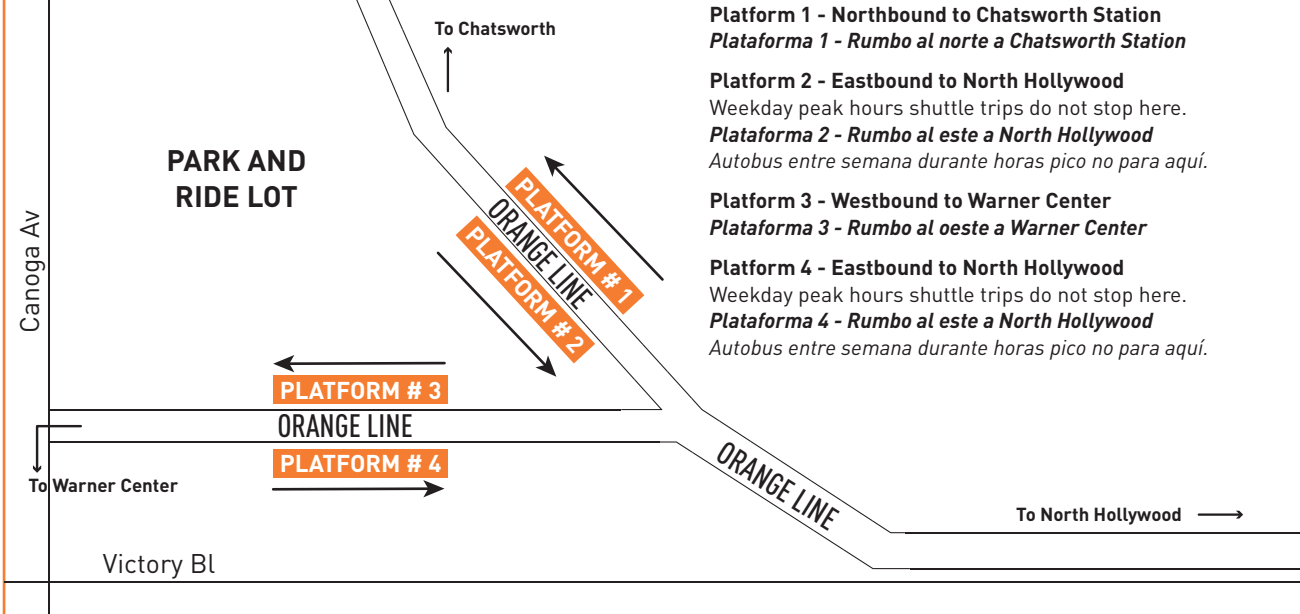 To Chatsworth
PARK AND
RIDE LOT
Canoga Av
PLATFORM # 1
ORANGE LINE
PLATFORM # 2
PLATFORM # 3
ORANGE LINE
PLATFORM # 4
To Warner Center
Victory Bl
ORANGE LINE
To North Hollywood
Platform 1 - Northbound to Chatsworth Station
Plataforma 1 - Rumbo al norte a Chatsworth Station
Platform 2 - Eastbound to North Hollywood
Weekday peak hours shuttle trips do not stop here.
Plataforma 2 - Rumbo al este a North Hollywood
Autobus entre semana durante horas pico no para aquí.
Platform 3 - Westbound to Warner Center
Plataforma 3 - Rumbo al oeste a Warner Center
Platform 4 - Eastbound to North Hollywood
Weekday peak hours shuttle trips do not stop here.
Plataforma 4 - Rumbo al este a North Hollywood
Autobus entre semana durante horas pico no para aquí.